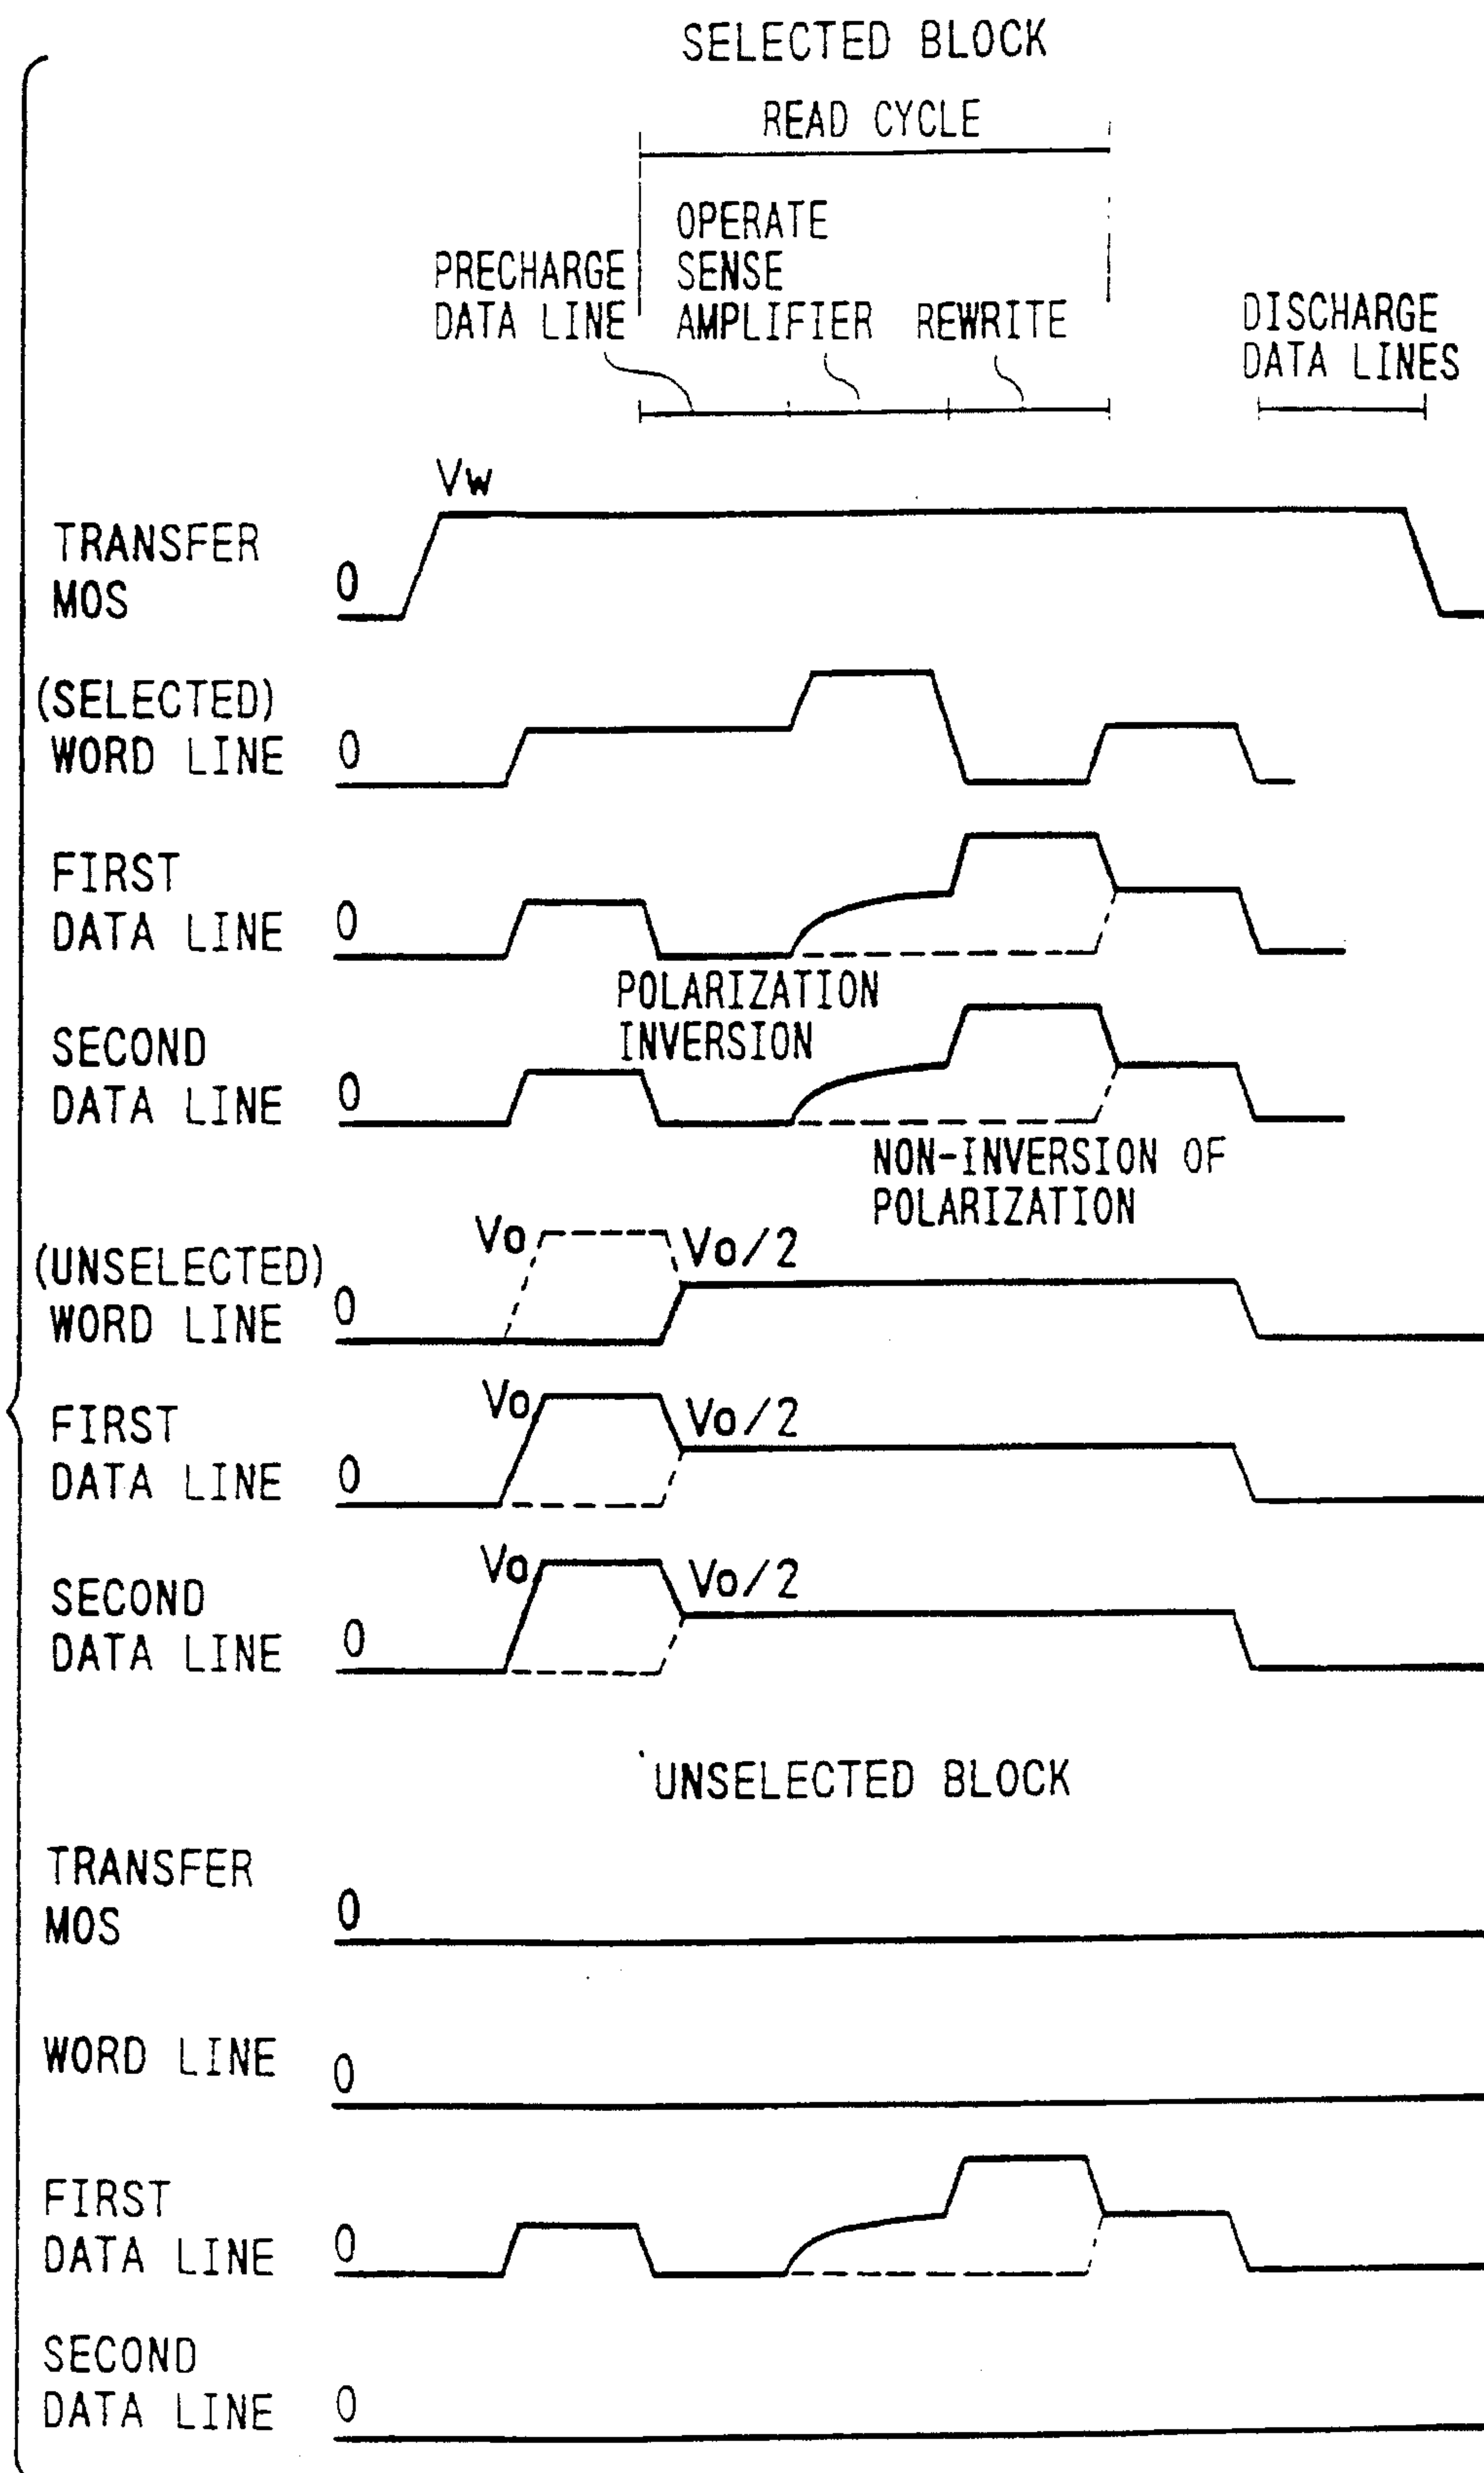 SELECTED BLOCK
READ CYCLE
OPERATE
SENSE
AMPLIFIER
PRECHARGE
DATA LINE
REWRITE
DISCHARGE
DATA LINES
Vw
TRANSFER
MOS
0
(SELECTED)
WORD LINE
0
FIRST
DATA LINE
0
POLARIZATION
INVERSION
SECOND
DATA LINE
0
NON-INVERSION OF
POLARIZATION
(UNSELECTED)
WORD LINE
0
Vo
Vo/2
FIRST
DATA LINE
0
Vo
Vo/2
SECOND
DATA LINE
0
Vo
Vo/2
UNSELECTED BLOCK
TRANSFER
MOS
0
WORD LINE
0
FIRST
DATA LINE
0
SECOND
DATA LINE
0